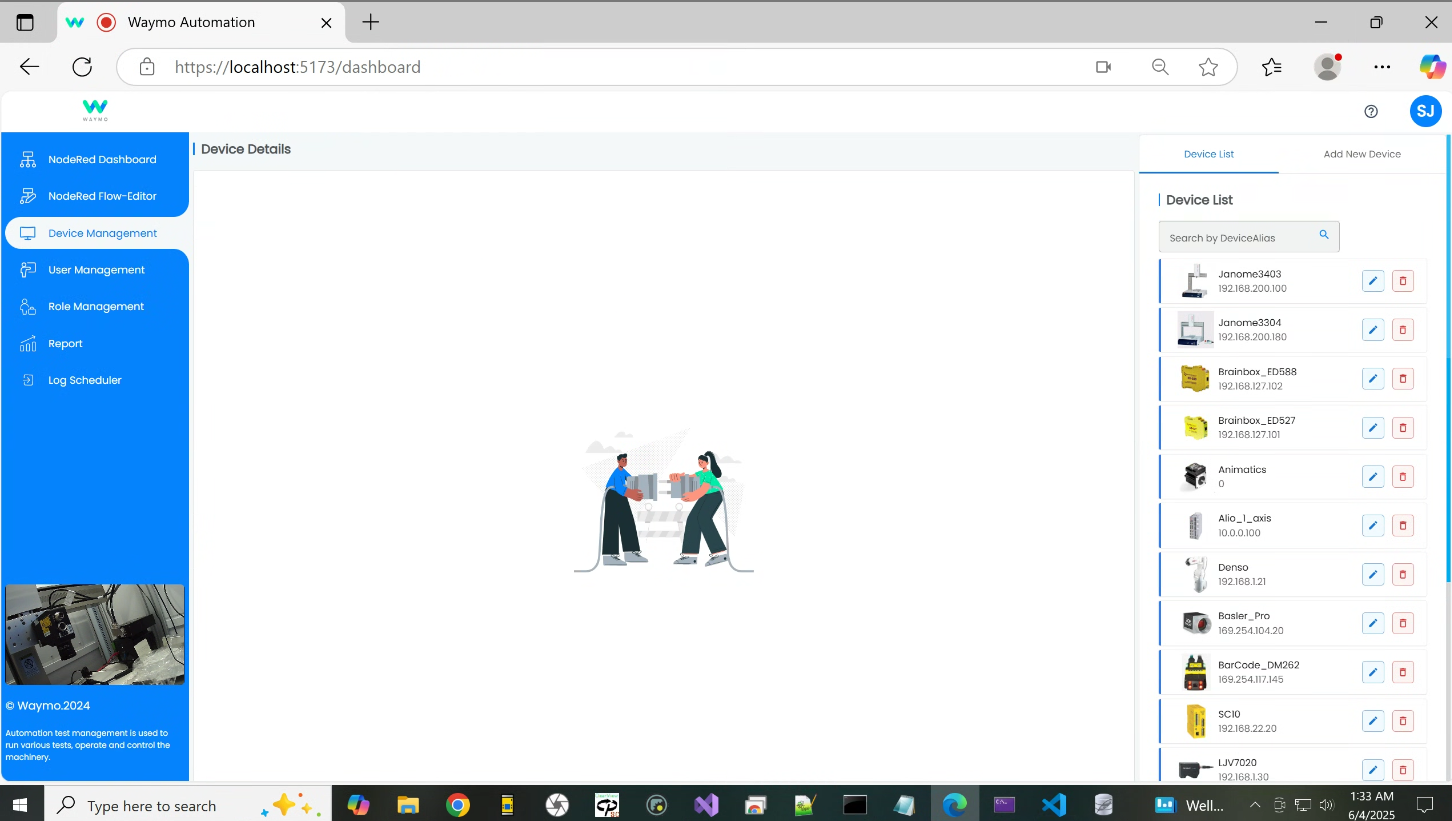 Waymo Automation
https://localhost:5173/dashboard
WAYMO
SJ
NodeRed Dashboard
NodeRed Flow-Editor
Device Management
User Management
Role Management
Report
Log Scheduler
© Waymo.2024
Automation test management is used to
run various tests, operate and control the
machinery.
Device Details
Device List
Add New Device
Device List
Search by DeviceAlias
Janome3403
192.168.200.100
Janome3304
192.168.200.180
Brainbox_ED588
192.168.127.102
Brainbox_ED527
192.168.127.101
Animatics
0
Alio_1_axis
10.0.0.100
Denso
192.168.1.21
Basler_Pro
169.254.104.20
BarCode_DM262
169.254.117.145
SC10
192.168.22.20
LJV7020
192.168.1.30
Type here to search
Well...
1:33 AM
6/4/2025